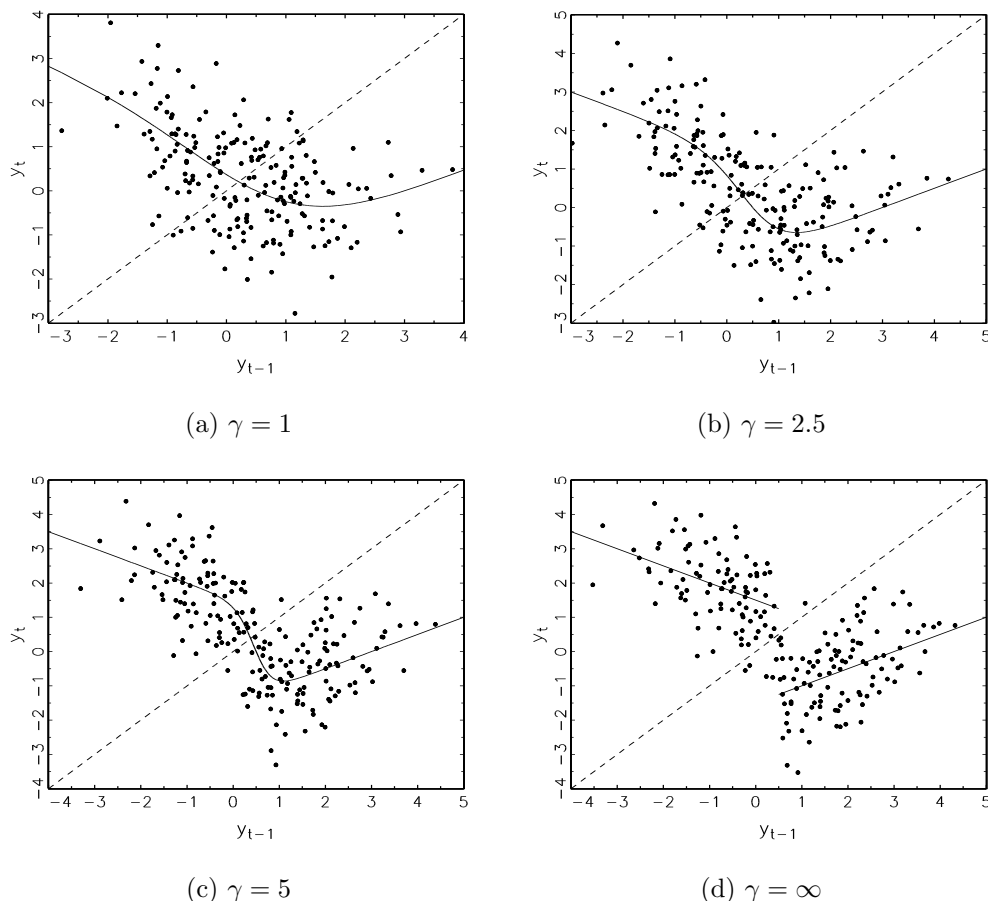 4
3
2
1
0
−1
−2
−3
y_t
−3 −2 −1 0 1 2 3 4
y_{t−1}
(a) γ = 1
5
4
3
2
1
0
−1
−2
−3
y_t
−3 −2 −1 0 1 2 3 4 5
y_{t−1}
(b) γ = 2.5
5
4
3
2
1
0
−1
−2
−3
−4
y_t
−4 −3 −2 −1 0 1 2 3 4 5
y_{t−1}
(c) γ = 5
5
4
3
2
1
0
−1
−2
−3
−4
y_t
−4 −3 −2 −1 0 1 2 3 4 5
y_{t−1}
(d) γ = ∞